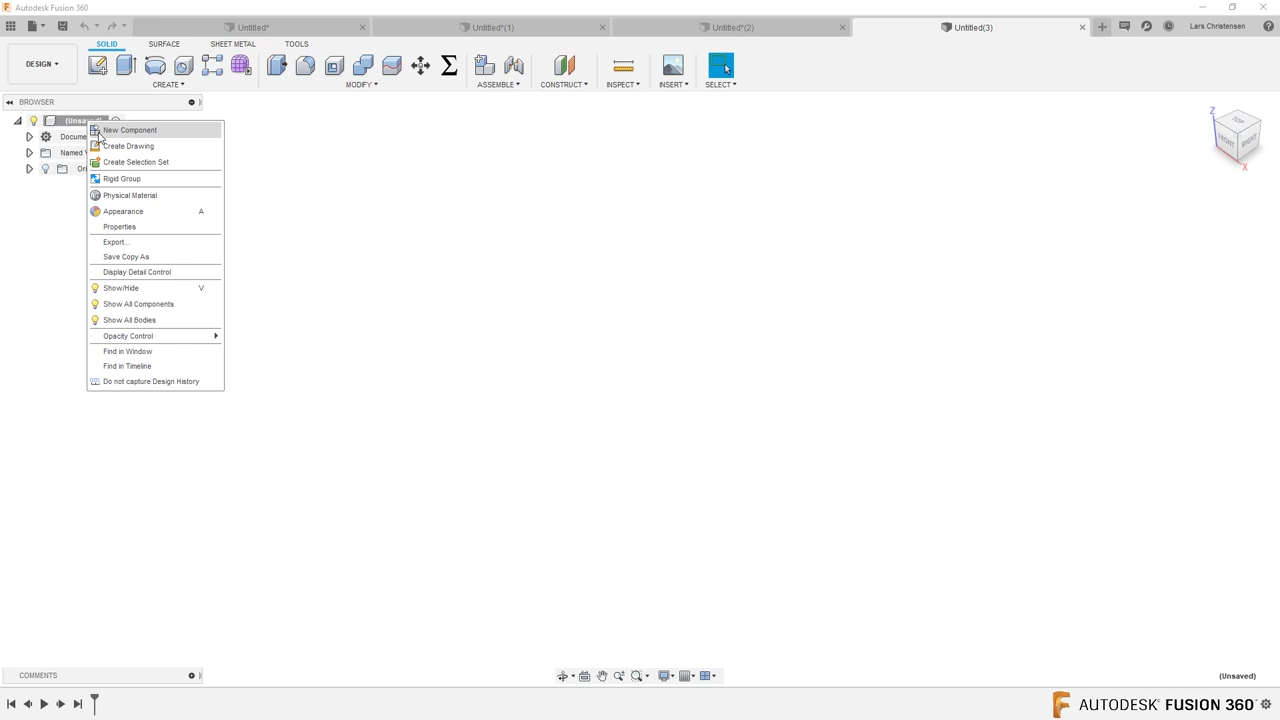 Autodesk Fusion 360
Untitled*
Untitled*(1)
Untitled*(2)
Untitled(3)
Lars Christensen
DESIGN
SOLID
SURFACE
SHEET METAL
TOOLS
CREATE
MODIFY
ASSEMBLE
CONSTRUCT
INSPECT
INSERT
SELECT
BROWSER
New Component
Create Drawing
Create Selection Set
Rigid Group
Physical Material
Appearance A
Properties
Export...
Save Copy As
Display Detail Control
Show/Hide V
Show All Components
Show All Bodies
Opacity Control
Find in Window
Find in Timeline
Do not capture Design History
Z
TOP
FRONT
RIGHT
X
COMMENTS
(Unsaved)
AUTODESK FUSION 360